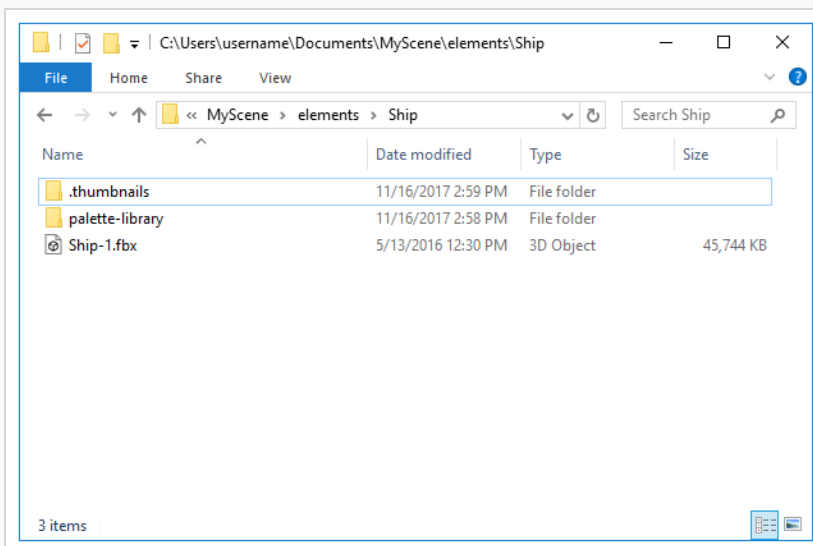 C:\Users\username\Documents\MyScene\elements\Ship
File Home Share View ?
« MyScene > elements > Ship Search Ship
Name Date modified Type Size
.thumbnails 11/16/2017 2:59 PM File folder
palette-library 11/16/2017 2:58 PM File folder
Ship-1.fbx 5/13/2016 12:30 PM 3D Object 45,744 KB
3 items